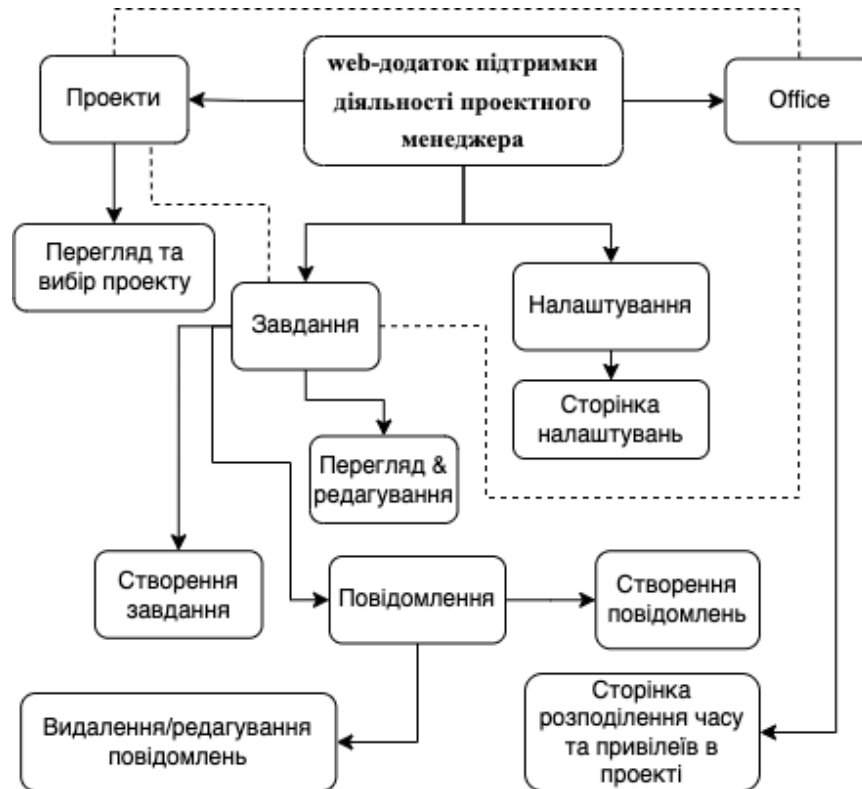 web-додаток підтримки
діяльності проектного
менеджера
Проекти
Office
Перегляд та
вибір проекту
Завдання
Налаштування
Сторінка
налаштувань
Перегляд &
редагування
Створення
завдання
Повідомлення
Створення
повідомлень
Видалення/редагування
повідомлень
Сторінка
розподілення часу
та привілеїв в
проекті